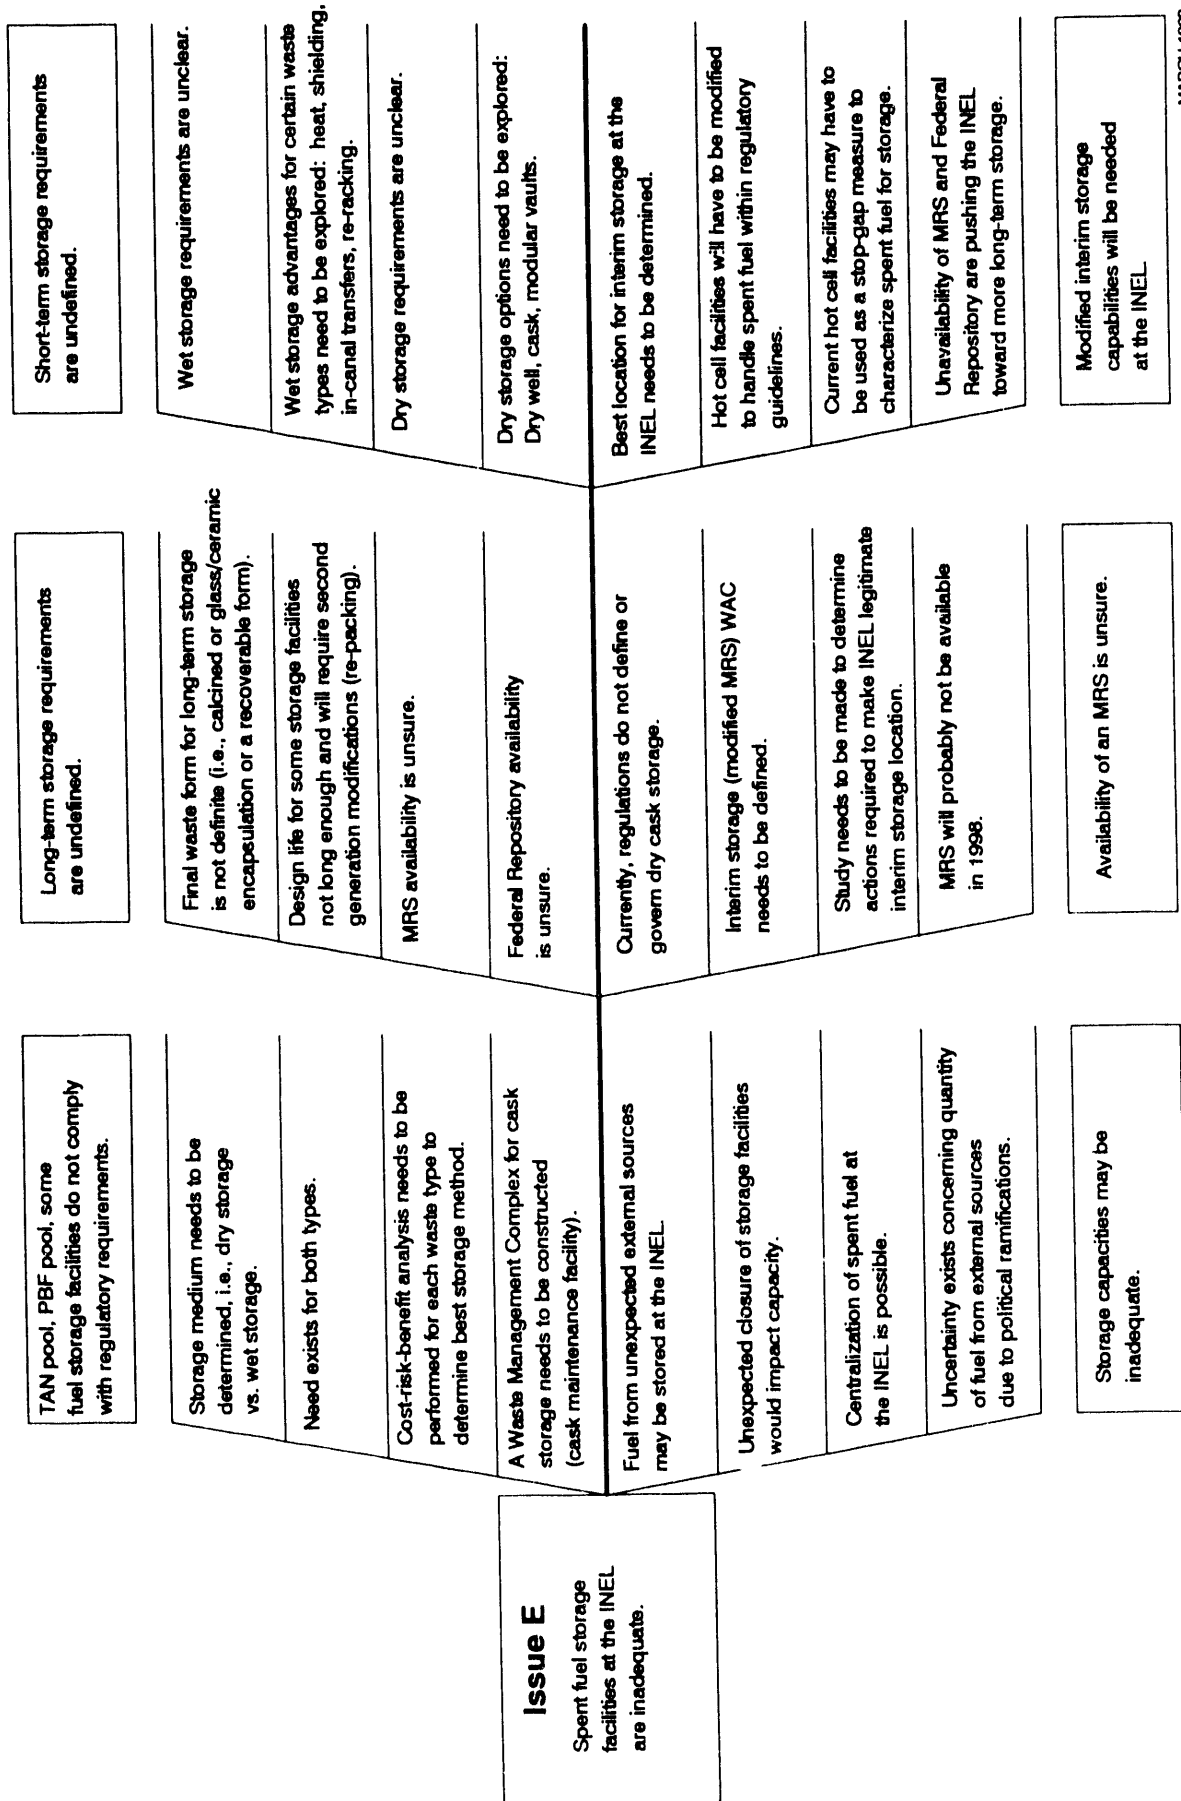 Issue E
Spent fuel storage
facilities at the INEL
are inadequate.
TAN pool, PBF pool, some
fuel storage facilities do not comply
with regulatory requirements.
Storage medium needs to be
determined, i.e., dry storage
vs. wet storage.
Need exists for both types.
Cost-risk-benefit analysis needs to be
performed for each waste type to
determine best storage method.
A Waste Management Complex for cask
storage needs to be constructed
(cask maintenance facility).
Fuel from unexpected external sources
may be stored at the INEL.
Unexpected closure of storage facilities
would impact capacity.
Centralization of spent fuel at
the INEL is possible.
Uncertainty exists concerning quantity
of fuel from external sources
due to political ramifications.
Storage capacities may be
inadequate.
Long-term storage requirements
are undefined.
Final waste form for long-term storage
is not definite (i.e., calcined or glass/ceramic
encapsulation or a recoverable form).
Design life for some storage facilities
not long enough and will require second
generation modifications (re-packing).
MRS availability is unsure.
Federal Repository availability
is unsure.
Currently, regulations do not define or
govern dry cask storage.
Interim storage (modified MRS) WAC
needs to be defined.
Study needs to be made to determine
actions required to make INEL legitimate
interim storage location.
MRS will probably not be available
in 1998.
Availability of an MRS is unsure.
Short-term storage requirements
are undefined.
Wet storage requirements are unclear.
Wet storage advantages for certain waste
types need to be explored: heat, shielding,
in-canal transfers, re-racking.
Dry storage requirements are unclear.
Dry storage options need to be explored:
Dry well, cask, modular vaults.
Best location for interim storage at the
INEL needs to be determined.
Hot cell facilities will have to be modified
to handle spent fuel within regulatory
guidelines.
Current hot cell facilities may have to
be used as a stop-gap measure to
characterize spent fuel for storage.
Unavailability of MRS and Federal
Repository are pushing the INEL
toward more long-term storage.
Modified interim storage
capabilities will be needed
at the INEL.